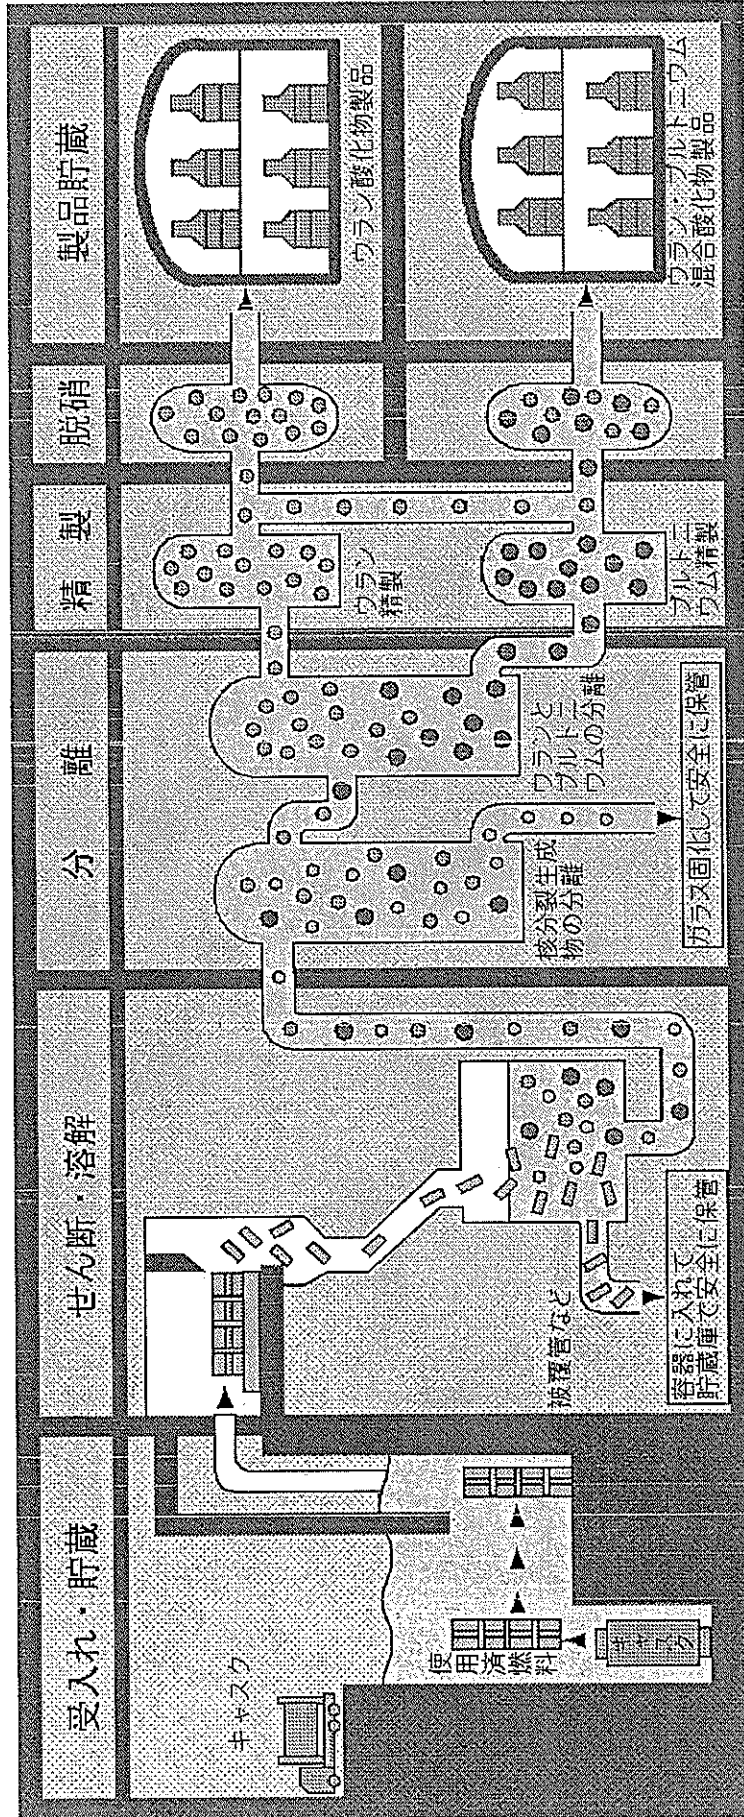 受入れ・貯蔵
せん断・溶解
分離
精製
脱硝
製品貯蔵
キャスク
使用済燃料
キャスク
被覆管など
容器に入れて
貯蔵庫で安全に保管
核分裂生成
物の分離
ガラス固化して安全に保管
ウランと
プルトニ
ウムの分離
ウラン
精製
プルトニ
ウム精製
ウラン酸化物製品
ウラン・プルトニウム
混合酸化物製品